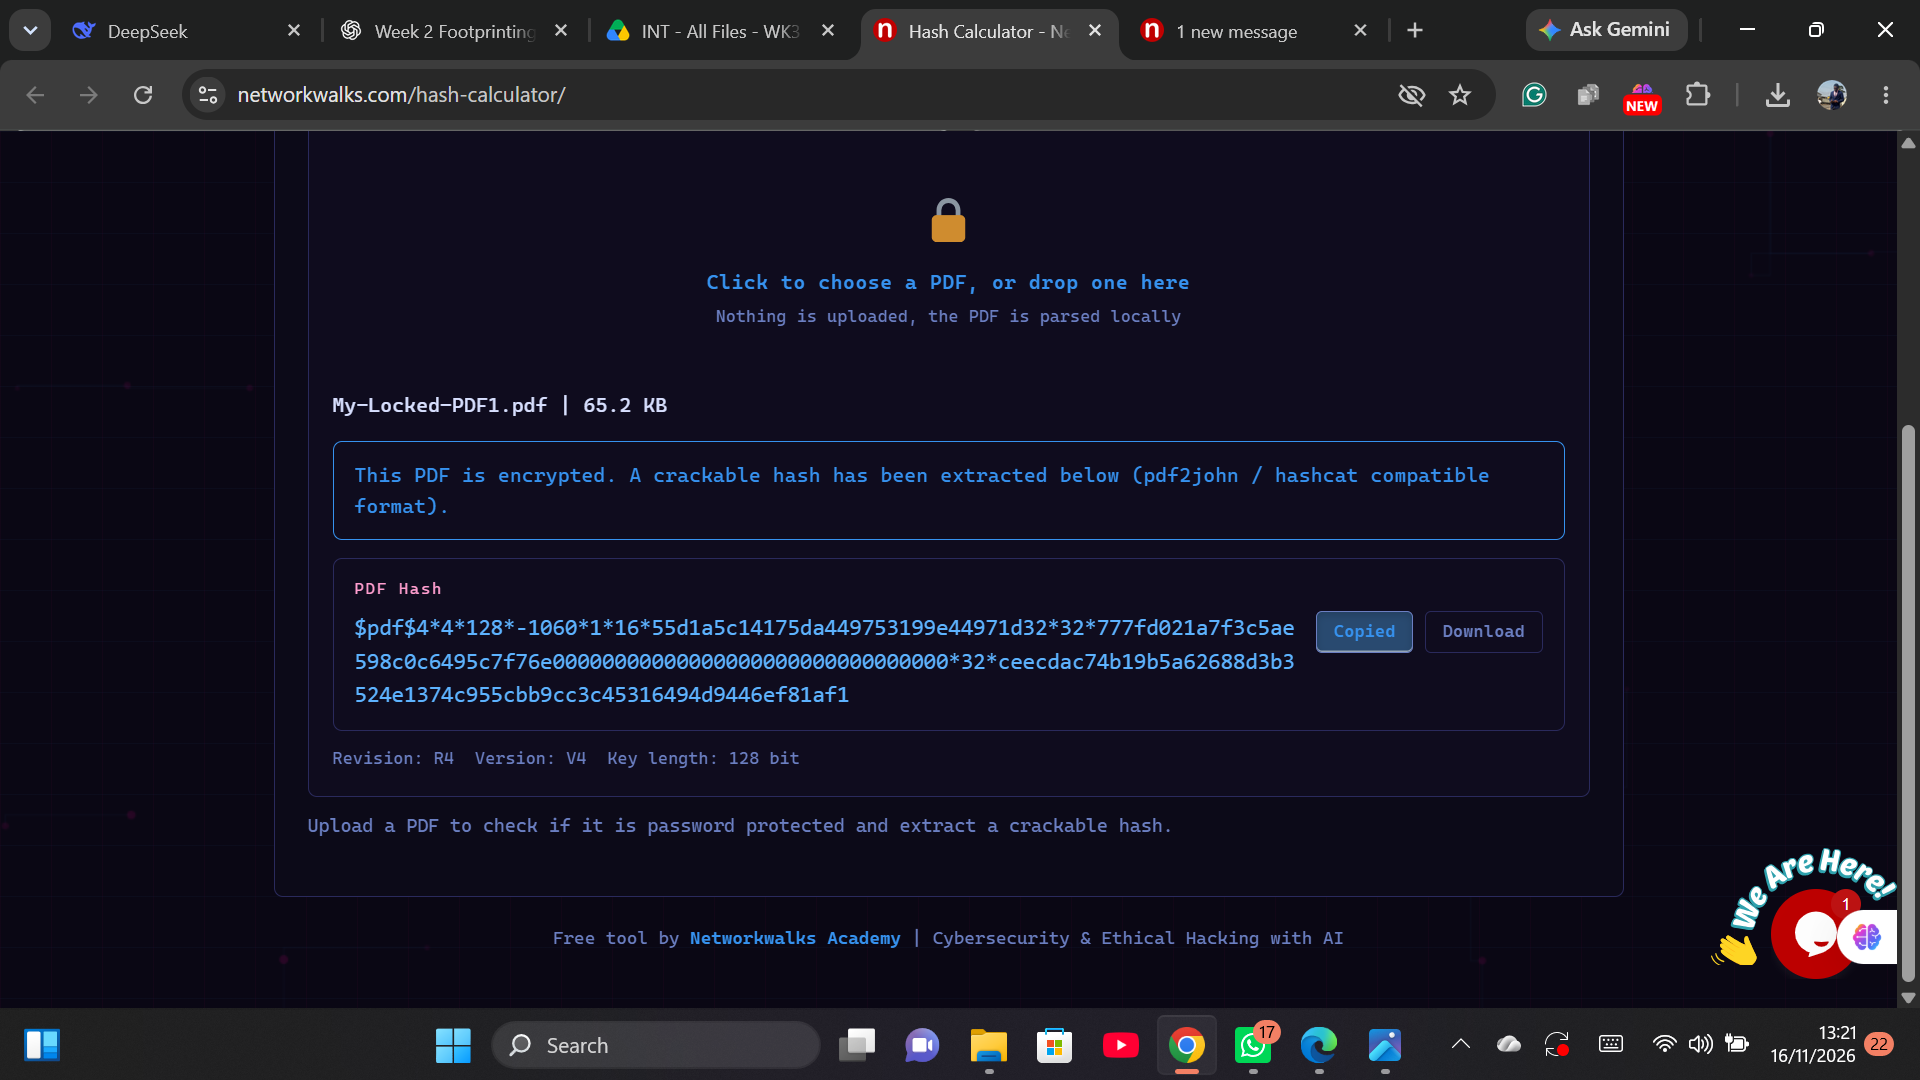 DeepSeek
Week 2 Footprinting
INT - All Files - WK3
Hash Calculator - Ne
1 new message
Ask Gemini
networkwalks.com/hash-calculator/
NEW
Click to choose a PDF, or drop one here
Nothing is uploaded, the PDF is parsed locally
My-Locked-PDF1.pdf | 65.2 KB
This PDF is encrypted. A crackable hash has been extracted below (pdf2john / hashcat compatible
format).
PDF Hash
$pdf$4*4*128*-1060*1*16*55d1a5c14175da449753199e44971d32*32*777fd021a7f3c5ae
598c0c6495c7f76e00000000000000000000000000000000*32*ceecdac74b19b5a62688d3b3
524e1374c955cbb9cc3c45316494d9446ef81af1
Copied
Download
Revision: R4 Version: V4 Key length: 128 bit
Upload a PDF to check if it is password protected and extract a crackable hash.
We Are Here!
1
Free tool by Networkwalks Academy | Cybersecurity & Ethical Hacking with AI
Search
17
13:21
16/11/2026
22